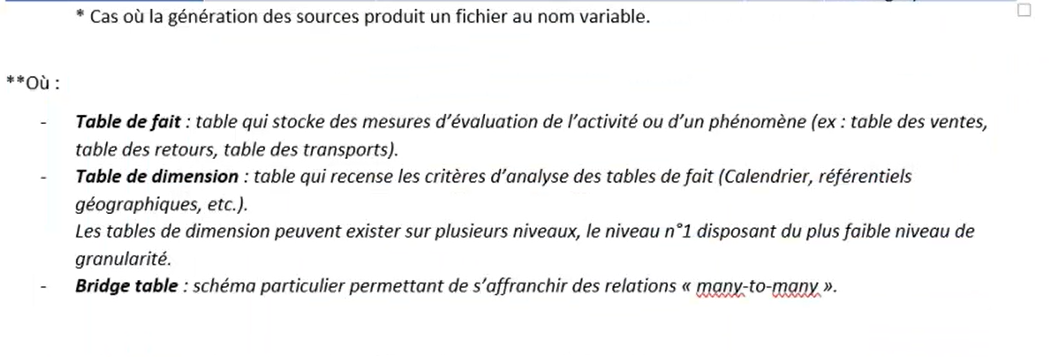 * Cas où la génération des sources produit un fichier au nom variable.
**Où :
- Table de fait : table qui stocke des mesures d'évaluation de l'activité ou d'un phénomène (ex : table des ventes,
table des retours, table des transports).
- Table de dimension : table qui recense les critères d'analyse des tables de fait (Calendrier, référentiels
géographiques, etc.).
Les tables de dimension peuvent exister sur plusieurs niveaux, le niveau n°1 disposant du plus faible niveau de
granularité.
- Bridge table : schéma particulier permettant de s'affranchir des relations « many-to-many ».